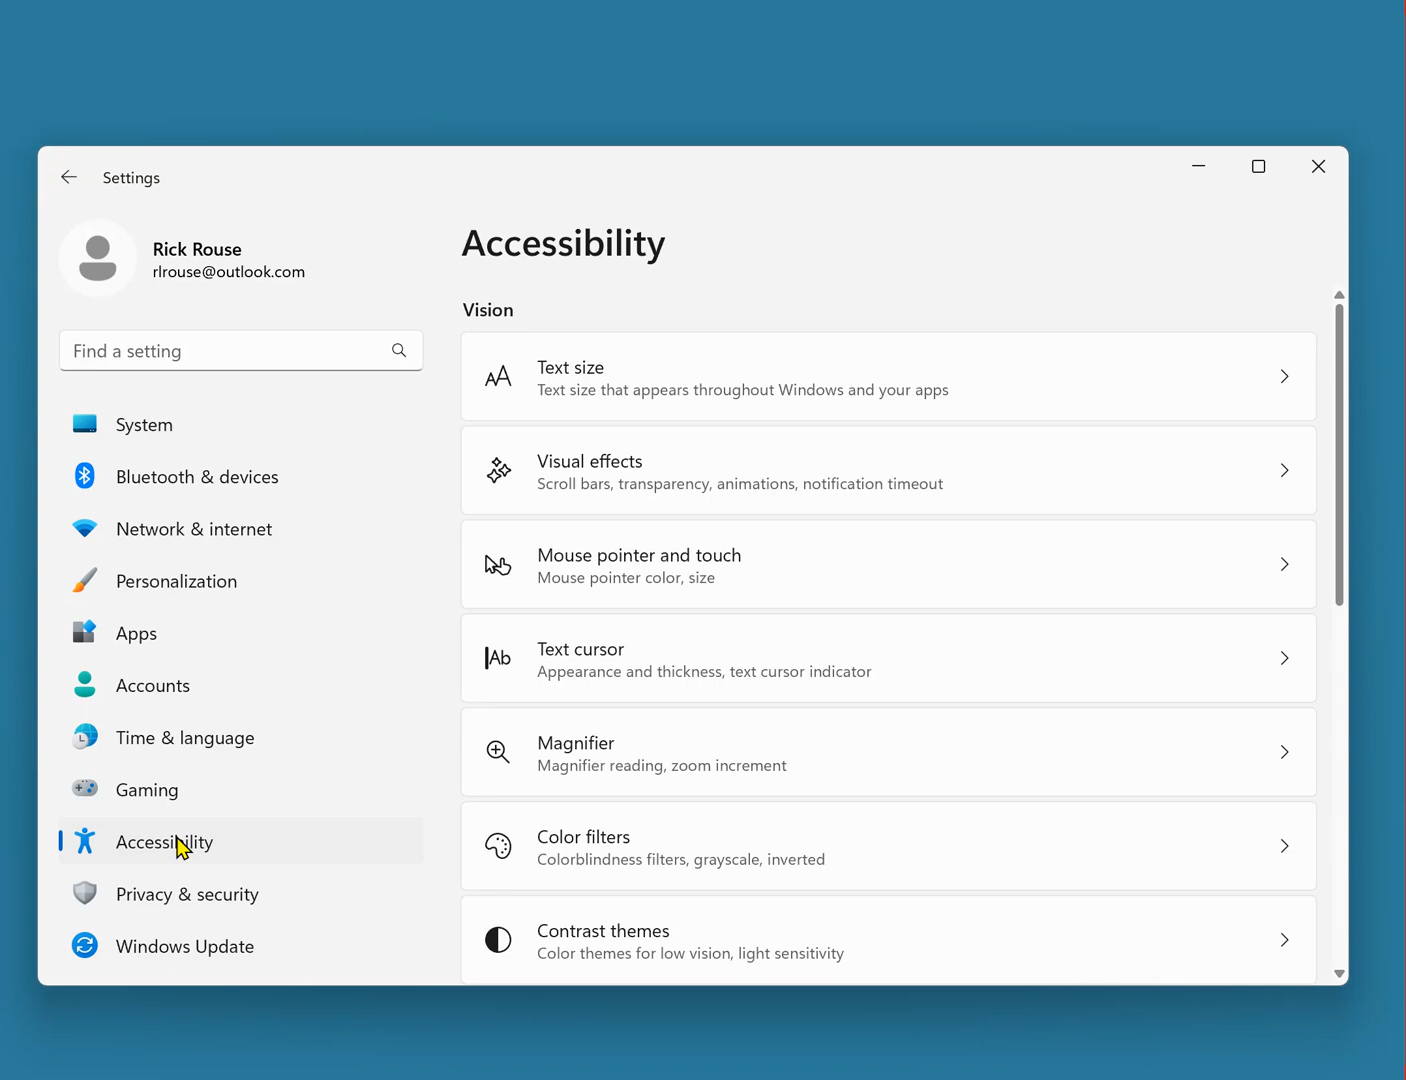 Settings
Rick Rouse
rlrouse@outlook.com
Find a setting
System
Bluetooth & devices
Network & internet
Personalization
Apps
Accounts
Time & language
Gaming
Accessibility
Privacy & security
Windows Update
Accessibility
Vision
Text size
Text size that appears throughout Windows and your apps
Visual effects
Scroll bars, transparency, animations, notification timeout
Mouse pointer and touch
Mouse pointer color, size
Ab
Text cursor
Appearance and thickness, text cursor indicator
Magnifier
Magnifier reading, zoom increment
Color filters
Colorblindness filters, grayscale, inverted
Contrast themes
Color themes for low vision, light sensitivity